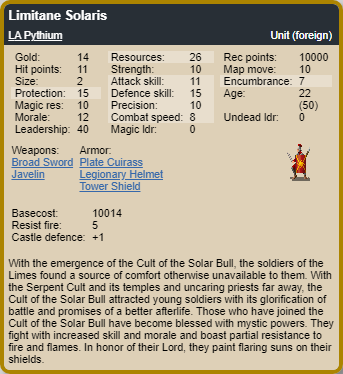 Limitane Solaris
LA Pythium Unit (foreign)
Gold: 14 Resources: 26 Rec points: 10000
Hit points: 11 Strength: 10 Map move: 10
Size: 2 Attack skill: 11 Encumbrance: 7
Protection: 15 Defence skill: 15 Age: 22
Magic res: 10 Precision: 10 (50)
Morale: 12 Combat speed: 8 Undead ldr: 0
Leadership: 40 Magic ldr: 0
Weapons: Armor:
Broad Sword Plate Cuirass
Javelin Legionary Helmet
Tower Shield
Basecost: 10014
Resist fire: 5
Castle defence: +1
With the emergence of the Cult of the Solar Bull, the soldiers of
the Limes found a source of comfort otherwise unavailable to them. With
the Serpent Cult and its temples and uncaring priests far away, the
Cult of the Solar Bull attracted young soldiers with its glorification of
battle and promises of a better afterlife. Those who have joined the
Cult of the Solar Bull have become blessed with mystic powers. They
fight with increased skill and morale and boast partial resistance to
fire and flames. In honor of their Lord, they paint flaring suns on their
shields.